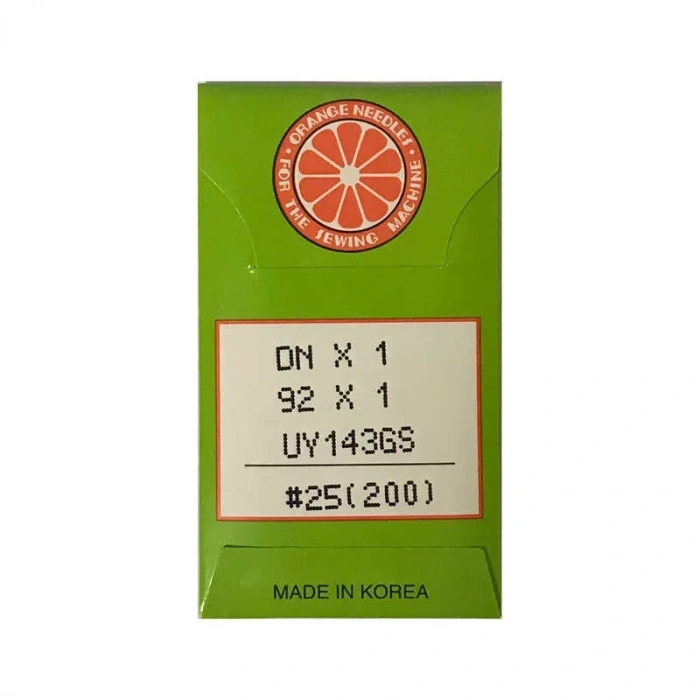 ORANGE NEEDLES
• FOR THE SEWING MACHINE •
DN X 1
92 X 1
UY143GS
#25(200)
MADE IN KOREA